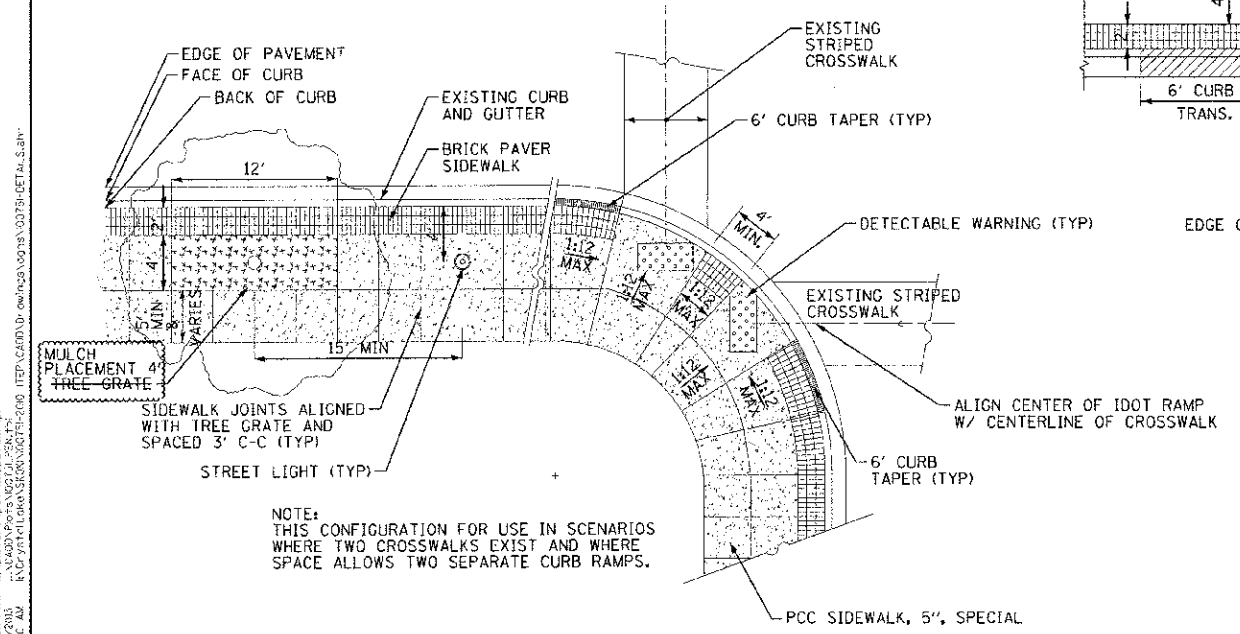 EDGE OF PAVEMENT
FACE OF CURB
BACK OF CURB
EXISTING CURB
AND GUTTER
BRICK PAVER
SIDEWALK
EXISTING
STRIPED
CROSSWALK
6' CURB TAPER (TYP)
6' CURB
TRANS.
2'
12'
2'
4'
5'
MIN
8'
VARIES
15' MIN
4'
MIN.
DETECTABLE WARNING (TYP)
EDGE
1:12
MAX
1:12
MAX
1:12
MAX
1:12
MAX
1:12
MAX
EXISTING STRIPED
CROSSWALK
MULCH
PLACEMENT 4'
TREE GRATE
SIDEWALK JOINTS ALIGNED
WITH TREE GRATE AND
SPACED 3' C-C (TYP)
STREET LIGHT (TYP)
ALIGN CENTER OF IDOT RAMP
W/ CENTERLINE OF CROSSWALK
6' CURB
TAPER (TYP)
NOTE:
THIS CONFIGURATION FOR USE IN SCENARIOS
WHERE TWO CROSSWALKS EXIST AND WHERE
SPACE ALLOWS TWO SEPARATE CURB RAMPS.
PCC SIDEWALK, 5", SPECIAL